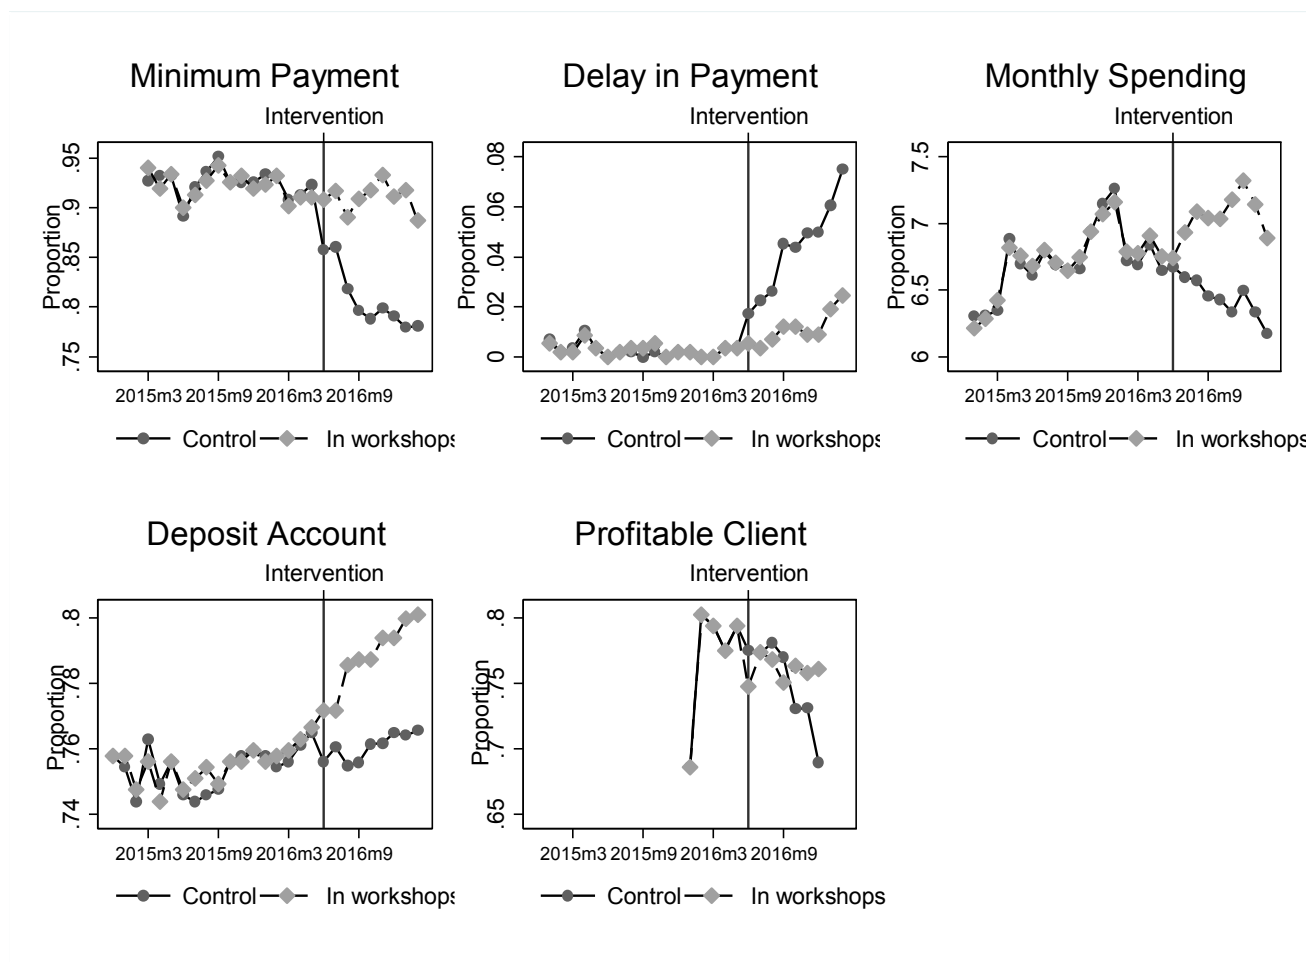 Minimum Payment
Intervention
Proportion
.95
.9
.85
.8
.75
2015m3 2015m9 2016m3 2016m9
Control In workshops
Delay in Payment
Intervention
Proportion
.08
.06
.04
.02
0
2015m3 2015m9 2016m3 2016m9
Control In workshops
Monthly Spending
Intervention
Proportion
7.5
7
6.5
6
2015m3 2015m9 2016m3 2016m9
Control In workshops
Deposit Account
Intervention
Proportion
.8
.78
.76
.74
2015m3 2015m9 2016m3 2016m9
Control In workshops
Profitable Client
Intervention
Proportion
.8
.75
.7
.65
2015m3 2015m9 2016m3 2016m9
Control In workshops